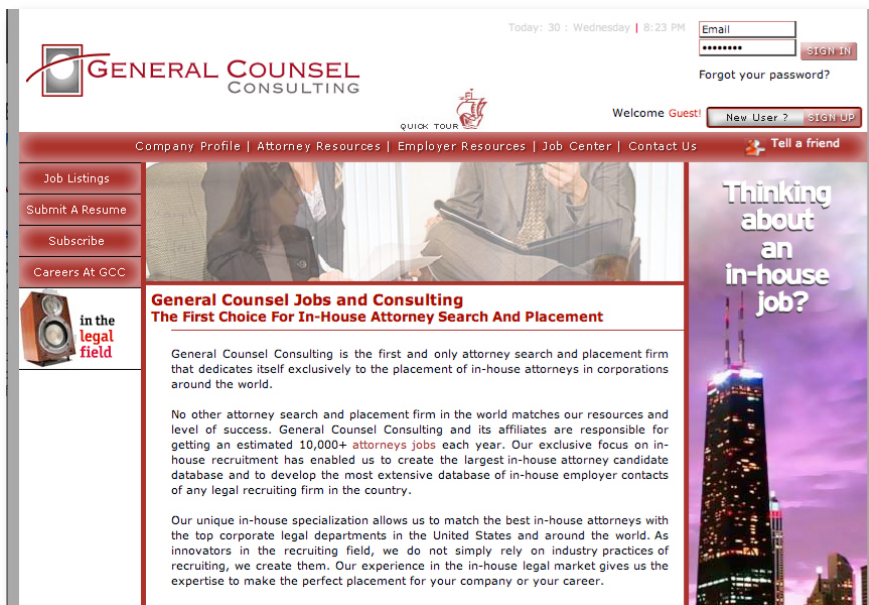 Today: 30 : Wednesday | 8:23 PM
Email
••••••••
SIGN IN
Forgot your password?
GENERAL COUNSEL
CONSULTING
QUICK TOUR
Welcome Guest!
New User ? SIGN UP
Company Profile | Attorney Resources | Employer Resources | Job Center | Contact Us
Tell a friend
Job Listings
Submit A Resume
Subscribe
Careers At GCC
in the
legal
field
General Counsel Jobs and Consulting
The First Choice For In-House Attorney Search And Placement
General Counsel Consulting is the first and only attorney search and placement firm
that dedicates itself exclusively to the placement of in-house attorneys in corporations
around the world.
No other attorney search and placement firm in the world matches our resources and
level of success. General Counsel Consulting and its affiliates are responsible for
getting an estimated 10,000+ attorneys jobs each year. Our exclusive focus on in-
house recruitment has enabled us to create the largest in-house attorney candidate
database and to develop the most extensive database of in-house employer contacts
of any legal recruiting firm in the country.
Our unique in-house specialization allows us to match the best in-house attorneys with
the top corporate legal departments in the United States and around the world. As
innovators in the recruiting field, we do not simply rely on industry practices of
recruiting, we create them. Our experience in the in-house legal market gives us the
expertise to make the perfect placement for your company or your career.
Thinking
about
an
in-house
job?